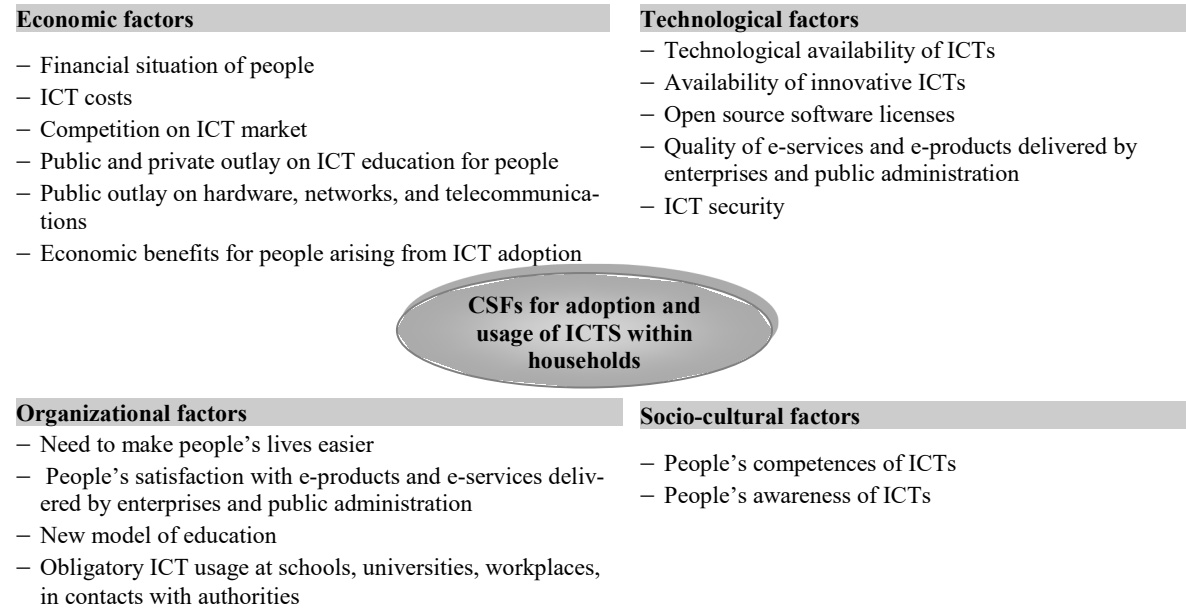 Economic factors
– Financial situation of people
– ICT costs
– Competition on ICT market
– Public and private outlay on ICT education for people
– Public outlay on hardware, networks, and telecommunica-
tions
– Economic benefits for people arising from ICT adoption
Technological factors
– Technological availability of ICTs
– Availability of innovative ICTs
– Open source software licenses
– Quality of e-services and e-products delivered by
enterprises and public administration
– ICT security
CSFs for adoption and
usage of ICTS within
households
Organizational factors
– Need to make people’s lives easier
– People’s satisfaction with e-products and e-services deliv-
ered by enterprises and public administration
– New model of education
– Obligatory ICT usage at schools, universities, workplaces,
in contacts with authorities
Socio-cultural factors
– People’s competences of ICTs
– People’s awareness of ICTs